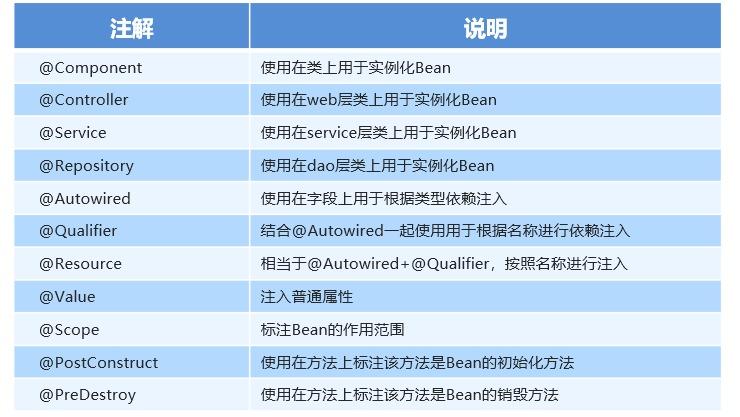 注解 说明
@Component 使用在类上用于实例化Bean
@Controller 使用在web层类上用于实例化Bean
@Service 使用在service层类上用于实例化Bean
@Repository 使用在dao层类上用于实例化Bean
@Autowired 使用在字段上用于根据类型依赖注入
@Qualifier 结合@Autowired一起使用用于根据名称进行依赖注入
@Resource 相当于@Autowired+@Qualifier，按照名称进行注入
@Value 注入普通属性
@Scope 标注Bean的作用范围
@PostConstruct 使用在方法上标注该方法是Bean的初始化方法
@PreDestroy 使用在方法上标注该方法是Bean的销毁方法